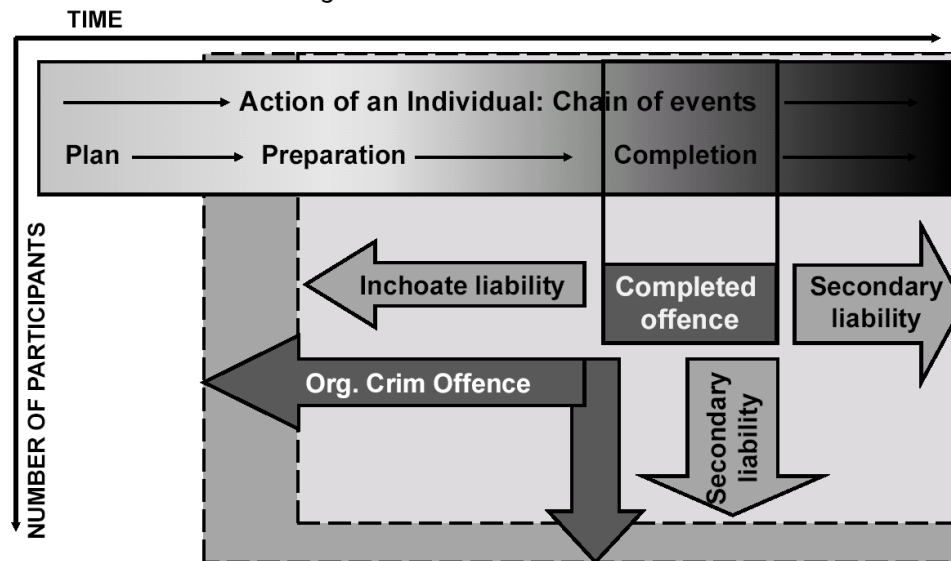 TIME
Action of an Individual: Chain of events
Plan
Preparation
Completion
NUMBER OF PARTICIPANTS
Inchoate liability
Completed
offence
Secondary
liability
Org. Crim Offence
Secondary
liability